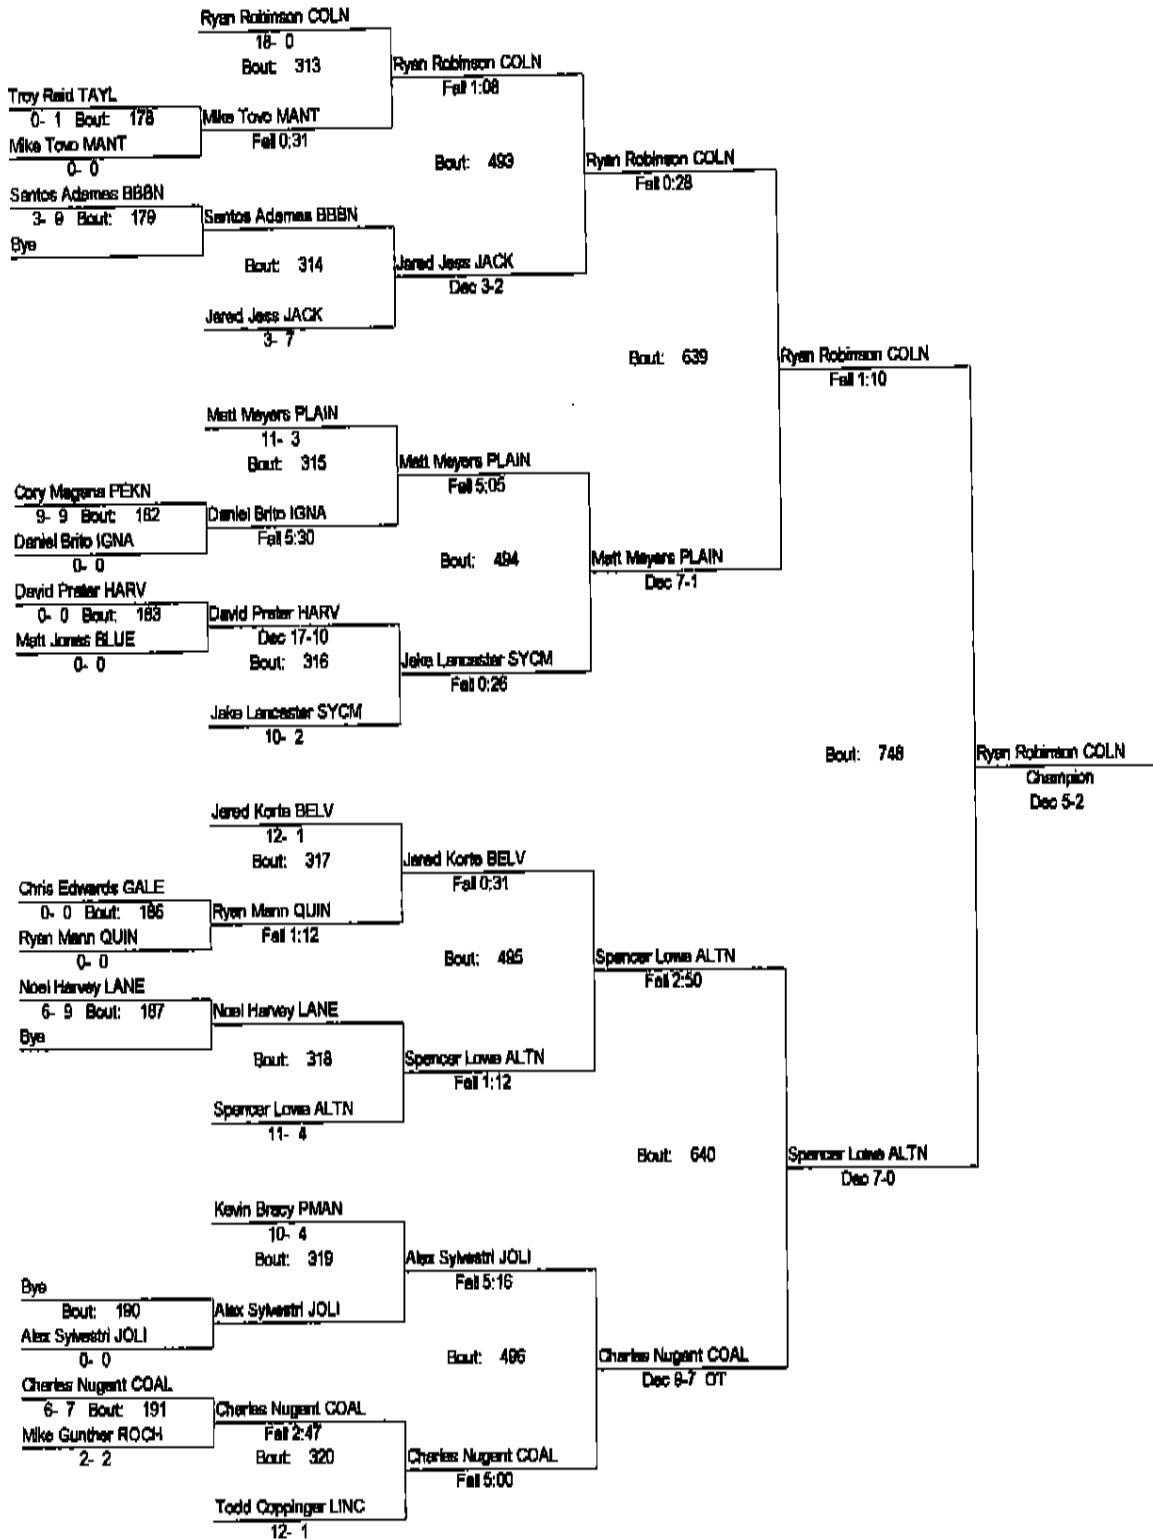 Ryan Robinson COLN
18- 0
Bout: 313
Ryan Robinson COLN
Fall 1:08
Troy Reid TAYL
0- 1 Bout: 178
Mike Tovo MANT
Fall 0:31
Mike Tovo MANT
0- 0
Bout: 493
Ryan Robinson COLN
Fall 0:28
Santos Adames BBBN
3- 9 Bout: 179
Santos Adames BBBN
Bye
Bout: 314
Jared Jess JACK
Dec 3-2
Jared Jess JACK
3- 7
Bout: 639
Ryan Robinson COLN
Fall 1:10
Matt Meyers PLAIN
11- 3
Bout: 315
Matt Meyers PLAIN
Fall 5:05
Cory Magana PEKN
9- 9 Bout: 182
Daniel Brito IGNA
Fall 5:30
Daniel Brito IGNA
0- 0
Bout: 494
Matt Meyers PLAIN
Dec 7-1
David Prater HARV
0- 0 Bout: 183
David Prater HARV
Dec 17-10
Matt Jones BLUE
0- 0
Bout: 316
Jake Lancaster SYCM
Fall 0:26
Jake Lancaster SYCM
10- 2
Bout: 748
Ryan Robinson COLN
Champion
Dec 5-2
Jared Korte BELV
12- 1
Bout: 317
Jared Korte BELV
Fall 0:31
Chris Edwards GALE
0- 0 Bout: 186
Ryan Mann QUIN
Fall 1:12
Ryan Mann QUIN
0- 0
Bout: 495
Spencer Lowe ALTN
Fall 2:50
Noel Harvey LANE
6- 9 Bout: 187
Noel Harvey LANE
Bye
Bout: 318
Spencer Lowe ALTN
Fall 1:12
Spencer Lowe ALTN
11- 4
Bout: 640
Spencer Lowe ALTN
Dec 7-0
Kevin Bracy PMAN
10- 4
Bout: 319
Alex Sylvestri JOLI
Fall 5:16
Bye
Bout: 190
Alex Sylvestri JOLI
Alex Sylvestri JOLI
0- 0
Bout: 496
Charles Nugent COAL
Dec 9-7 OT
Charles Nugent COAL
6- 7 Bout: 191
Charles Nugent COAL
Fall 2:47
Mike Gunther ROCH
2- 2
Bout: 320
Charles Nugent COAL
Fall 5:00
Todd Coppinger LINC
12- 1